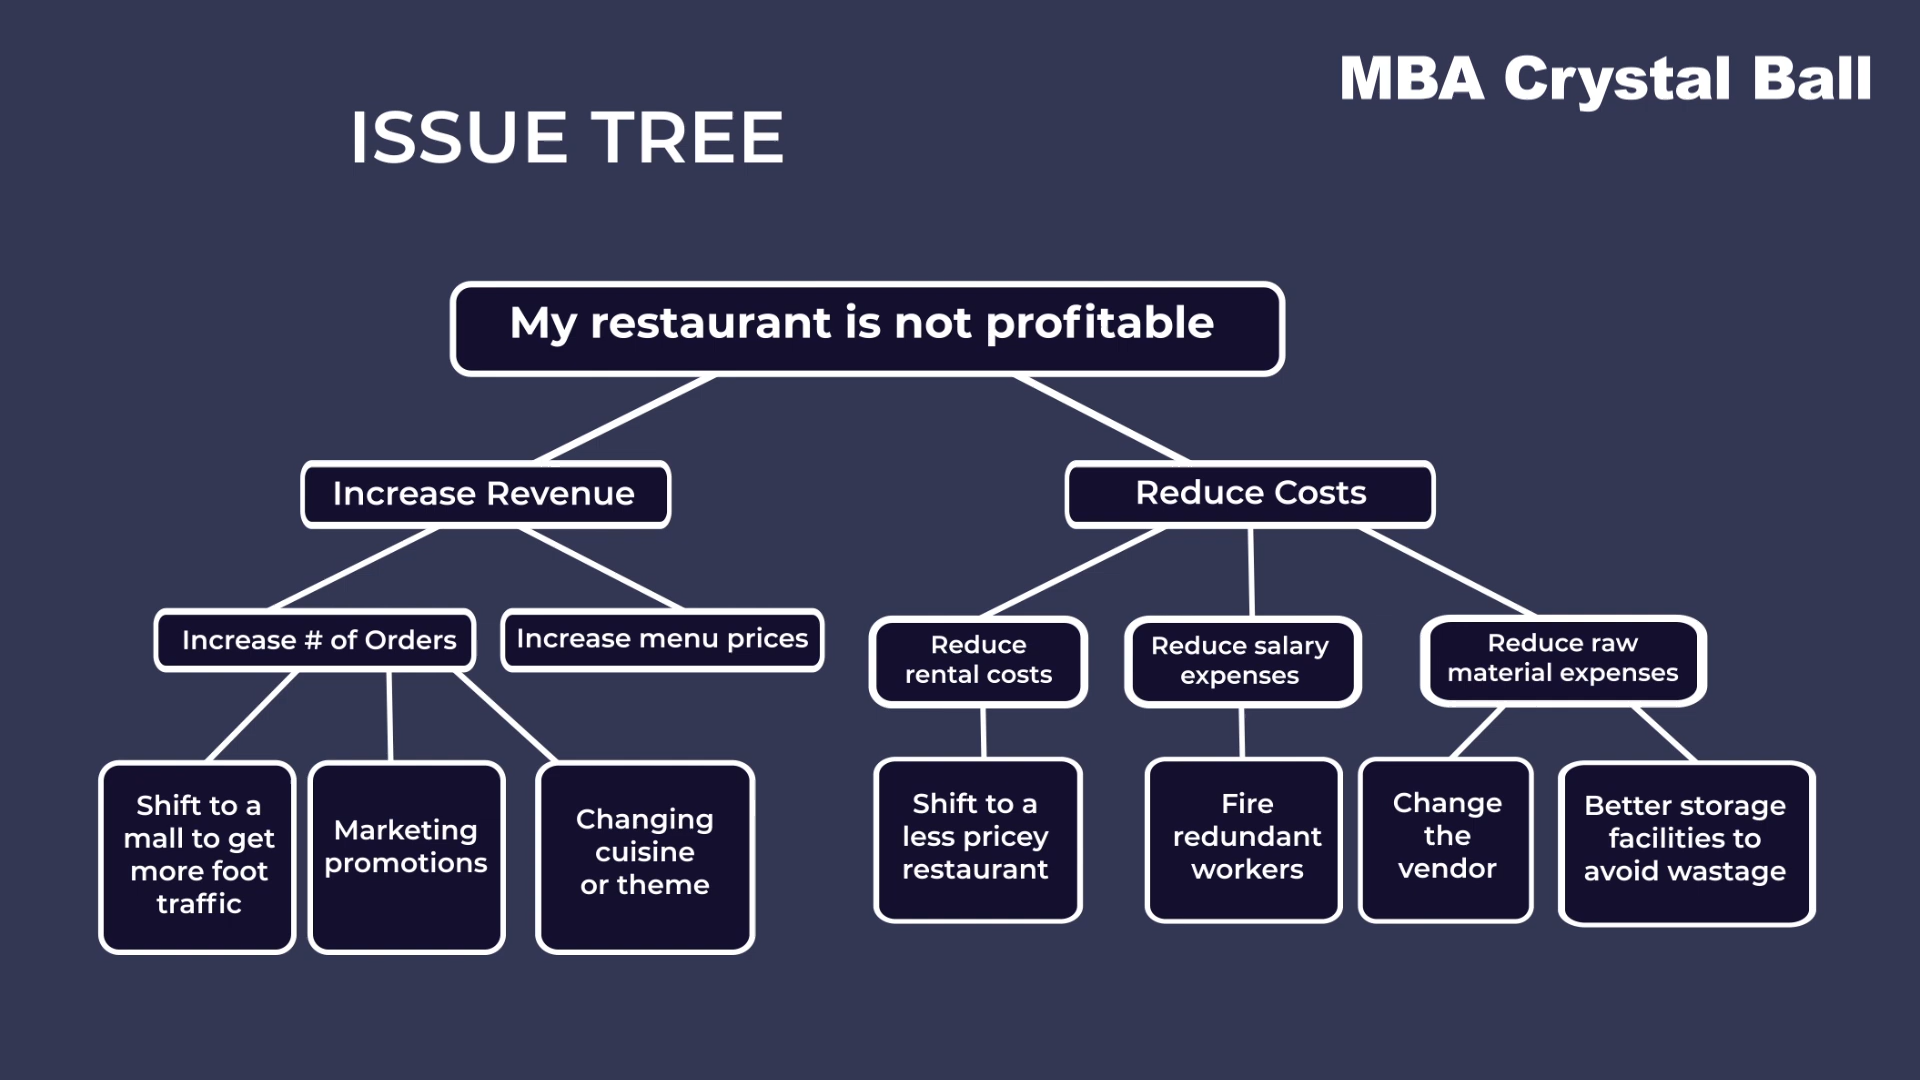 MBA Crystal Ball
ISSUE TREE
My restaurant is not profitable
Increase Revenue
Reduce Costs
Increase # of Orders
Increase menu prices
Reduce
rental costs
Reduce salary
expenses
Reduce raw
material expenses
Shift to a
mall to get
more foot
traffic
Marketing
promotions
Changing
cuisine
or theme
Shift to a
less pricey
restaurant
Fire
redundant
workers
Change
the
vendor
Better storage
facilities to
avoid wastage